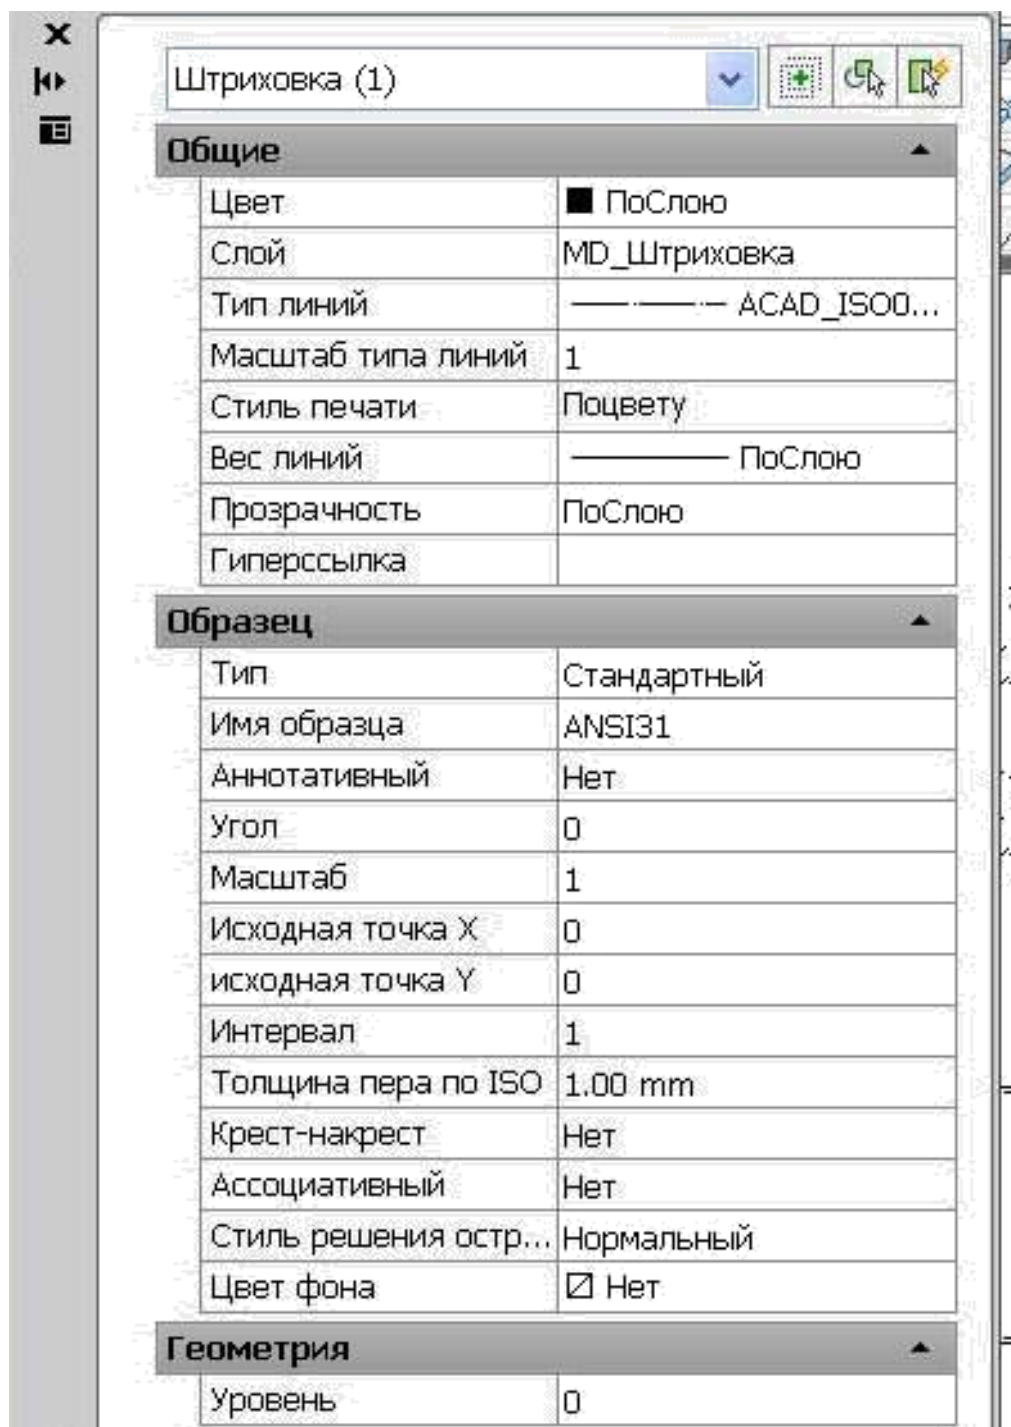 Штриховка (1)
Общие
Цвет ПоСлою
Слой MD_Штриховка
Тип линий ACAD_ISO0...
Масштаб типа линий 1
Стиль печати Поцвету
Вес линий ПоСлою
Прозрачность ПоСлою
Гиперссылка
Образец
Тип Стандартный
Имя образца ANSI31
Аннотативный Нет
Угол 0
Масштаб 1
Исходная точка X 0
исходная точка Y 0
Интервал 1
Толщина пера по ISO 1.00 mm
Крест-накрест Нет
Ассоциативный Нет
Стиль решения остр... Нормальный
Цвет фона Нет
Геометрия
Уровень 0